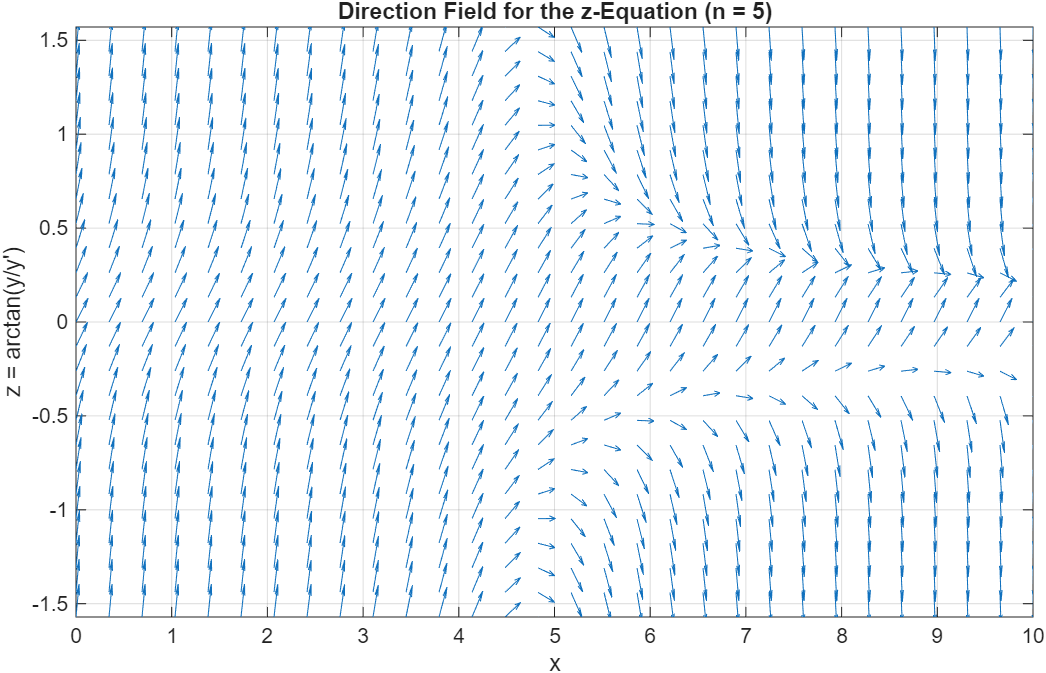 Direction Field for the z-Equation (n = 5)
1.5
1
0.5
0
-0.5
-1
-1.5
z = arctan(y/y')
0 1 2 3 4 5 6 7 8 9 10
x